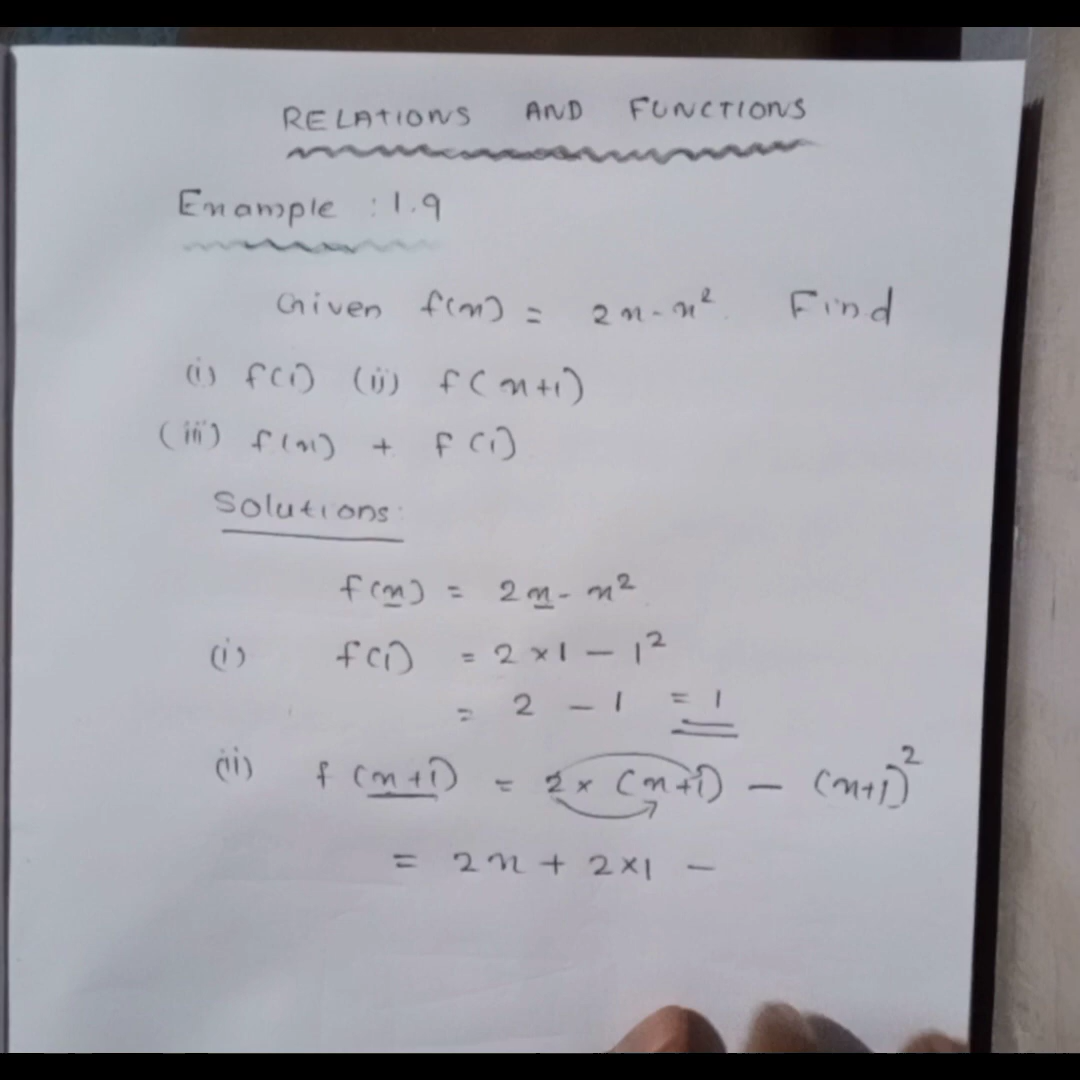 RELATIONS AND FUNCTIONS
Example : 1.9
Given f(x) = 2x - x². Find
(i) f(1) (ii) f(x+1)
(iii) f(x) + f(1)
Solutions:
f(x) = 2x - x²
(i) f(1) = 2×1 - 1²
= 2 - 1 = 1
(ii) f(x+1) = 2×(x+1) - (x+1)²
= 2x + 2×1 -